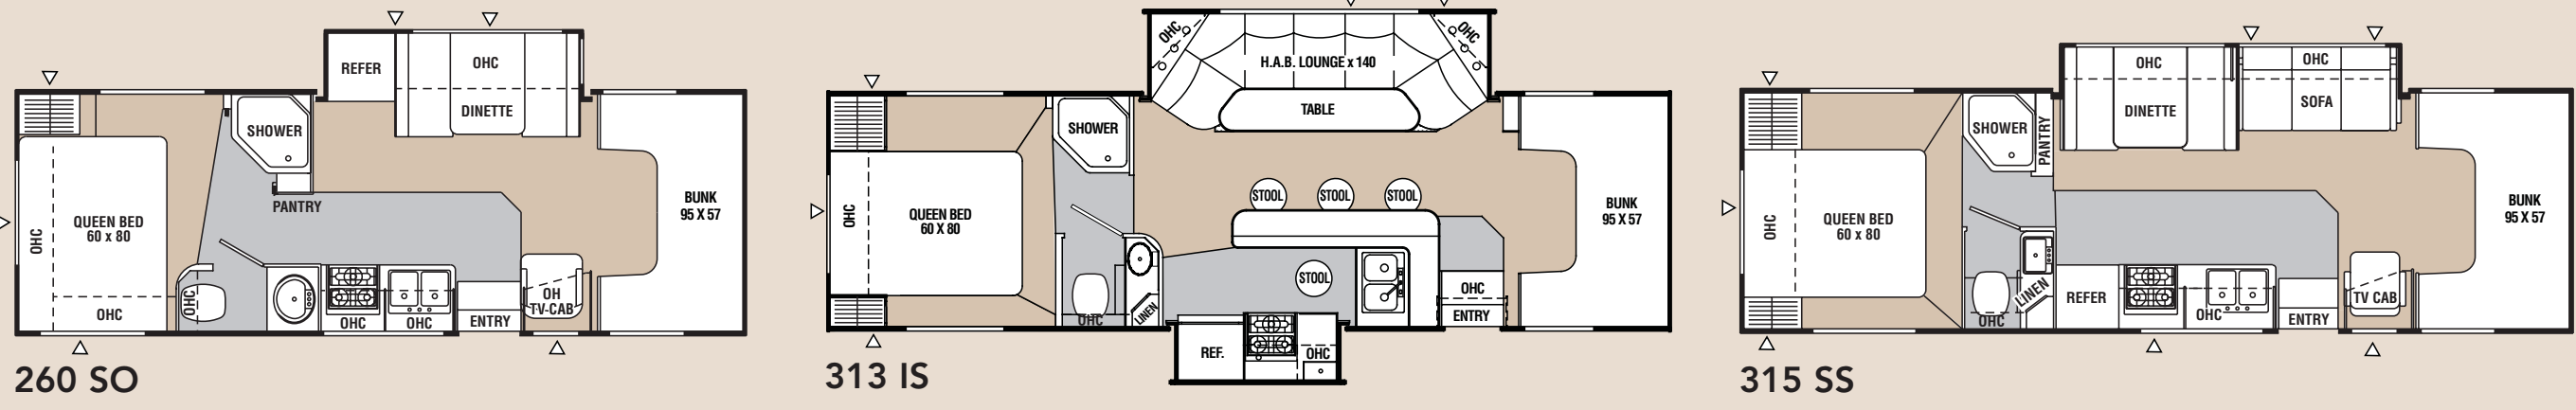 REFER
OHC
DINETTE
SHOWER
PANTRY
OHC
QUEEN BED
60 x 80
OHC
OHC
OHC
OHC
ENTRY
OH
TV-CAB
BUNK
95 X 57
260 SO
OHC
OHC
H.A.B. LOUNGE x 140
TABLE
SHOWER
OHC
QUEEN BED
60 X 80
STOOL
STOOL
STOOL
STOOL
OHC
LINEN
REF.
OHC
OHC
ENTRY
BUNK
95 X 57
313 IS
OHC
DINETTE
OHC
SOFA
SHOWER
PANTRY
OHC
QUEEN BED
60 x 80
OHC
LINEN
REFER
OHC
ENTRY
TV CAB
BUNK
95 X 57
315 SS